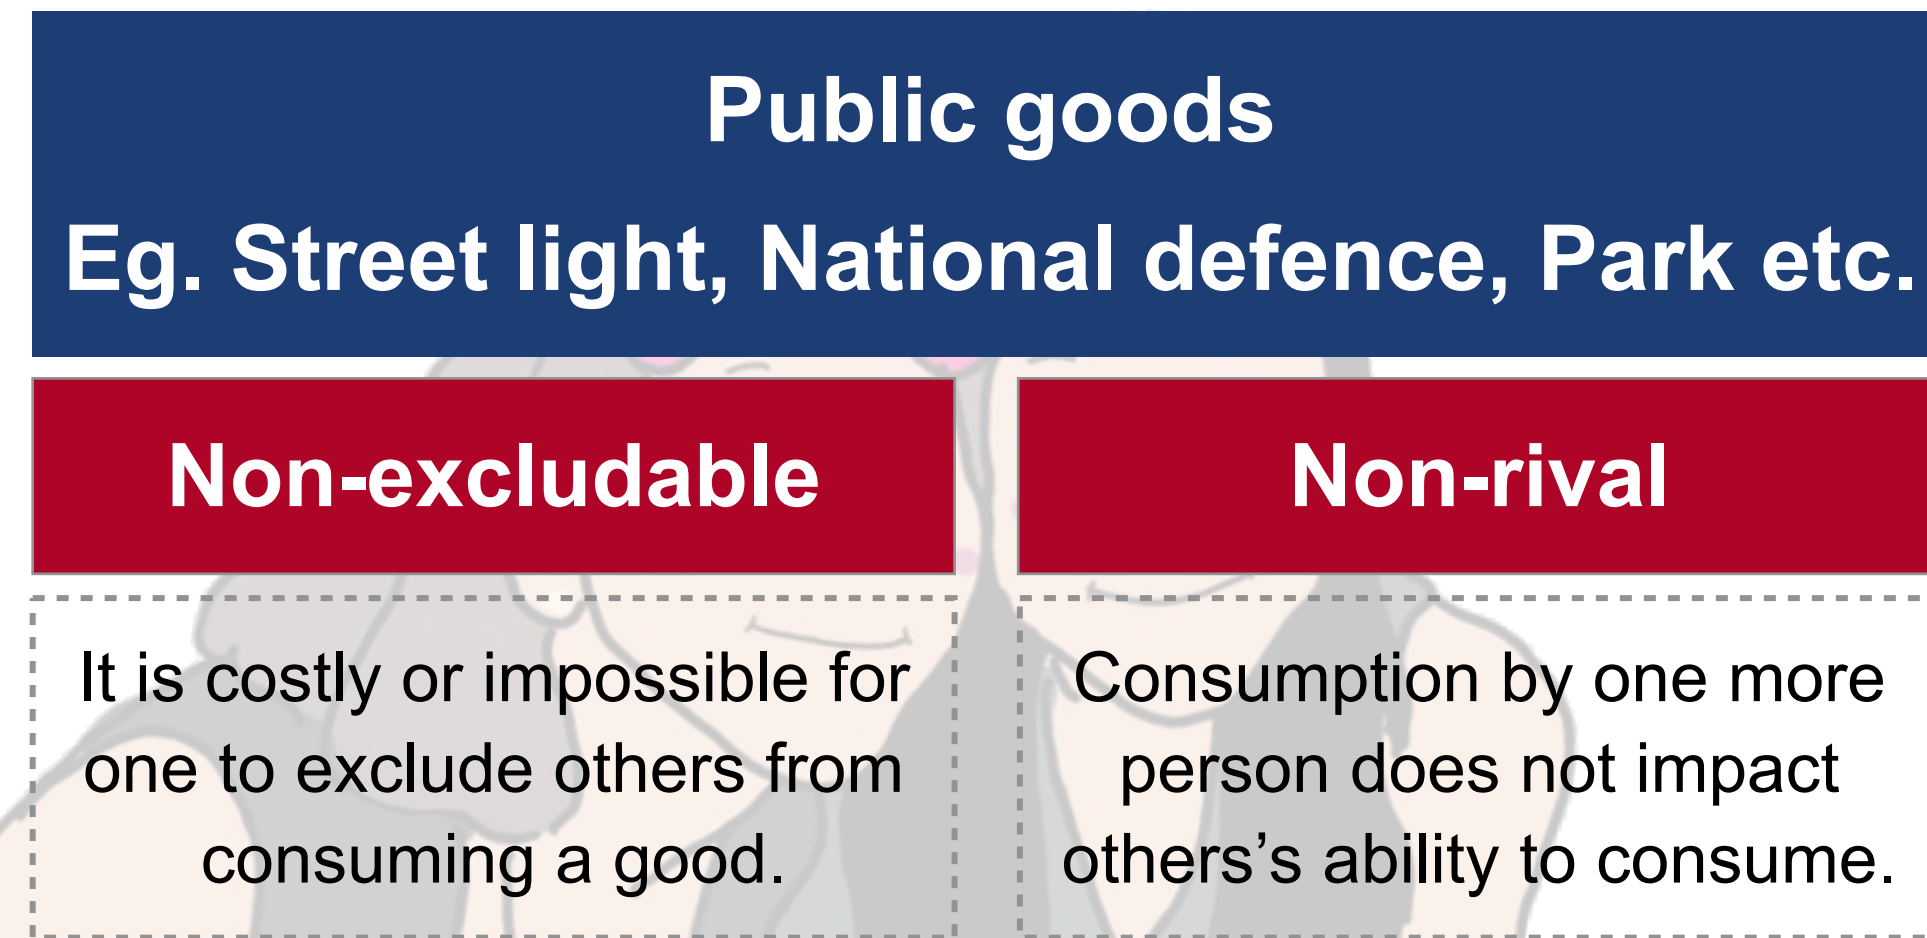 Public goods
Eg. Street light, National defence, Park etc.
Non-excludable
Non-rival
It is costly or impossible for
one to exclude others from
consuming a good.
Consumption by one more
person does not impact
others’s ability to consume.